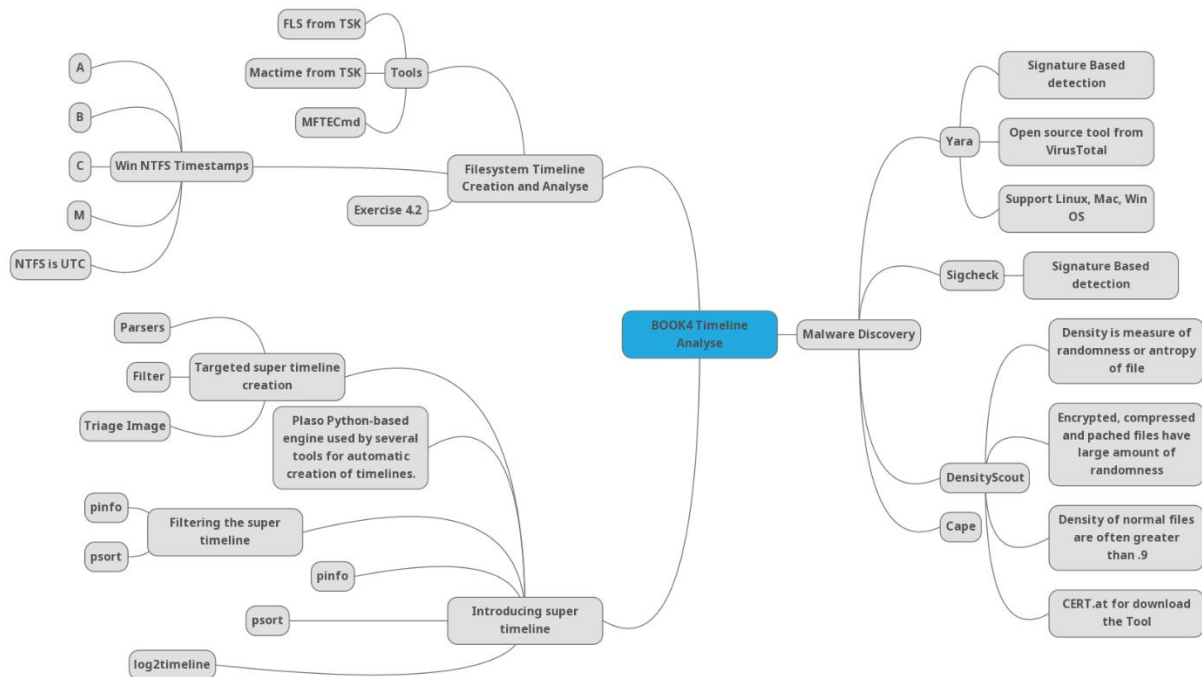 FLS from TSK
Mactime from TSK
MFTECmd
Tools
A
B
C
M
NTFS is UTC
Win NTFS Timestamps
Filesystem Timeline
Creation and Analyse
Exercise 4.2
Parsers
Filter
Triage Image
Targeted super timeline
creation
Plaso Python-based
engine used by several
tools for automatic
creation of timelines.
pinfo
psort
Filtering the super
timeline
pinfo
psort
log2timeline
Introducing super
timeline
BOOK4 Timeline
Analyse
Malware Discovery
Yara
Signature Based
detection
Open source tool from
VirusTotal
Support Linux, Mac, Win
OS
Sigcheck
Signature Based
detection
DensityScout
Density is measure of
randomness or antropy
of file
Encrypted, compressed
and pached files have
large amount of
randomness
Density of normal files
are often greater
than .9
CERT.at for download
the Tool
Cape